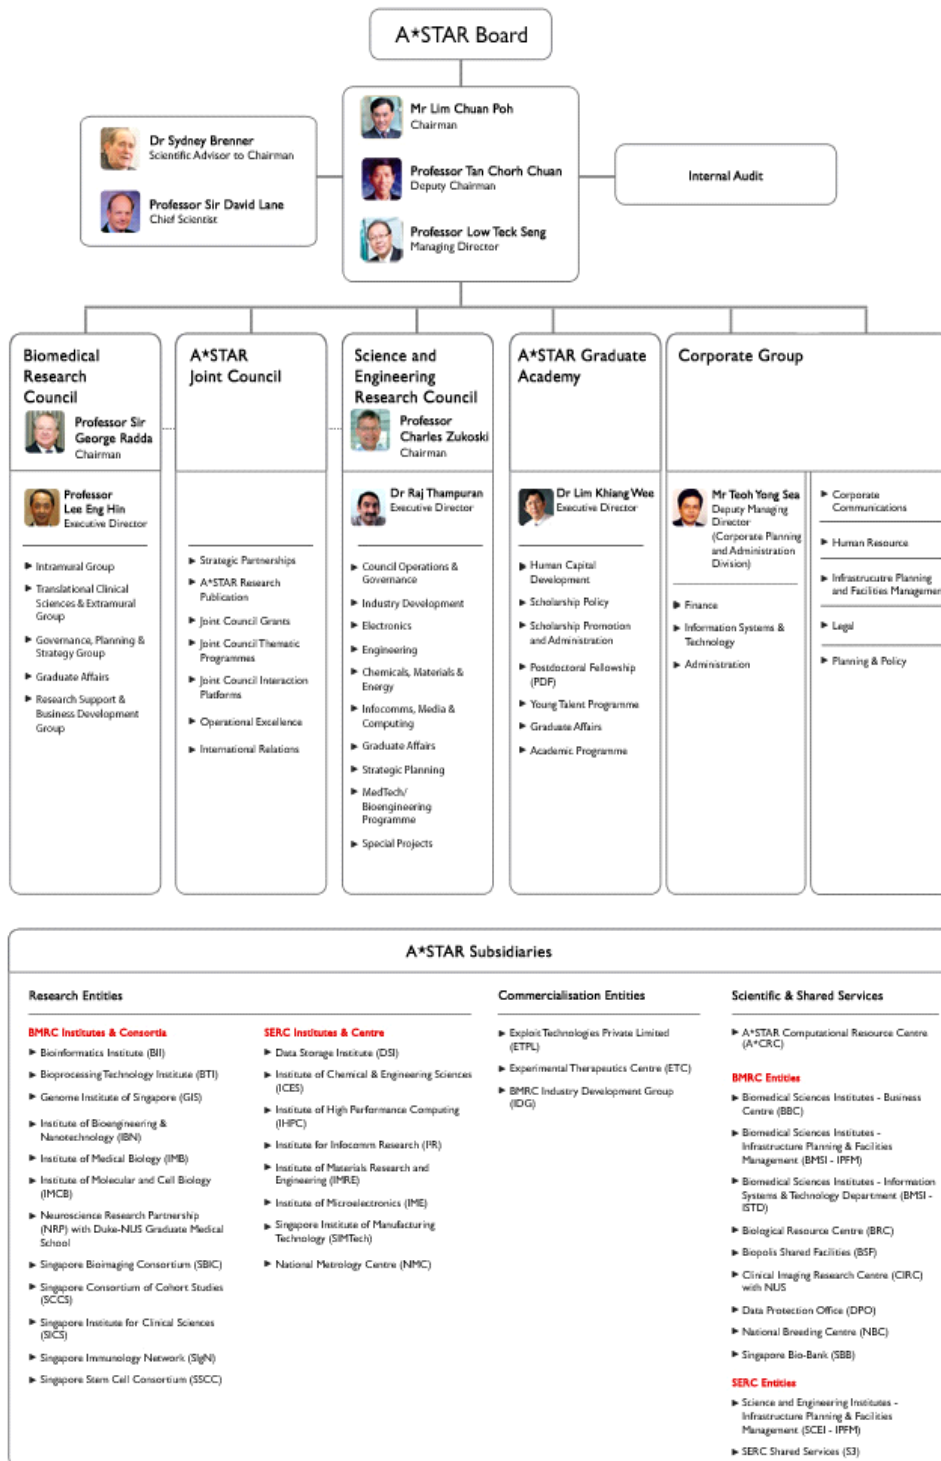 A*STAR Board
Mr Lim Chuan Poh
Chairman
Professor Tan Chorh Chuan
Deputy Chairman
Professor Low Teck Seng
Managing Director
Dr Sydney Brenner
Scientific Advisor to Chairman
Professor Sir David Lane
Chief Scientist
Internal Audit
Biomedical
Research
Council
Professor Sir
George Radda
Chairman
Professor
Lee Eng Hin
Executive Director
Intramural Group
Translational Clinical
Sciences & Extramural
Group
Governance, Planning &
Strategy Group
Graduate Affairs
Research Support &
Business Development
Group
A*STAR
Joint Council
Strategic Partnerships
A*STAR Research
Publication
Joint Council Grants
Joint Council Thematic
Programmes
Joint Council Interaction
Platforms
Operational Excellence
International Relations
Science and
Engineering
Research Council
Professor
Charles Zukoski
Chairman
Dr Raj Thampuran
Executive Director
Council Operations &
Governance
Industry Development
Electronics
Engineering
Chemicals, Materials &
Energy
Infocomms, Media &
Computing
Graduate Affairs
Strategic Planning
MedTech/
Bioengineering
Programme
Special Projects
A*STAR Graduate
Academy
Dr Lim Khiang Wee
Executive Director
Human Capital
Development
Scholarship Policy
Scholarship Promotion
and Administration
Postdoctoral Fellowship
(PDF)
Young Talent Programme
Graduate Affairs
Academic Programme
Corporate Group
Mr Teoh Yong Sea
Deputy Managing
Director
(Corporate Planning
and Administration
Division)
Finance
Information Systems &
Technology
Administration
Corporate
Communications
Human Resource
Infrastrucutre Planning
and Facilities Management
Legal
Planning & Policy
A*STAR Subsidiaries
Research Entities
BMRC Institutes & Consortia
Bioinformatics Institute (BII)
Bioprocessing Technology Institute (BTI)
Genome Institute of Singapore (GIS)
Institute of Bioengineering &
Nanotechnology (IBN)
Institute of Medical Biology (IMB)
Institute of Molecular and Cell Biology
(IMCB)
Neuroscience Research Partnership
(NRP) with Duke-NUS Graduate Medical
School
Singapore Bioimaging Consortium (SBIC)
Singapore Consortium of Cohort Studies
(SCCS)
Singapore Institute for Clinical Sciences
(SICS)
Singapore Immunology Network (SIgN)
Singapore Stem Cell Consortium (SSCC)
SERC Institutes & Centre
Data Storage Institute (DSI)
Institute of Chemical & Engineering Sciences
(ICES)
Institute of High Performance Computing
(IHPC)
Institute for Infocomm Research (I²R)
Institute of Materials Research and
Engineering (IMRE)
Institute of Microelectronics (IME)
Singapore Institute of Manufacturing
Technology (SIMTech)
National Metrology Centre (NMC)
Commercialisation Entities
Exploit Technologies Private Limited
(ETPL)
Experimental Therapeutics Centre (ETC)
BMRC Industry Development Group
(IDG)
Scientific & Shared Services
A*STAR Computational Resource Centre
(A*CRC)
BMRC Entities
Biomedical Sciences Institutes - Business
Centre (BBC)
Biomedical Sciences Institutes -
Infrastructure Planning & Facilities
Management (BMSI - IPFM)
Biomedical Sciences Institutes - Information
Systems & Technology Department (BMSI -
ISTD)
Biological Resource Centre (BRC)
Biopolis Shared Facilities (BSF)
Clinical Imaging Research Centre (CIRC)
with NUS
Data Protection Office (DPO)
National Breeding Centre (NBC)
Singapore Bio-Bank (SBB)
SERC Entities
Science and Engineering Institutes -
Infrastructure Planning & Facilities
Management (SCEI - IPFM)
SERC Shared Services (S3)